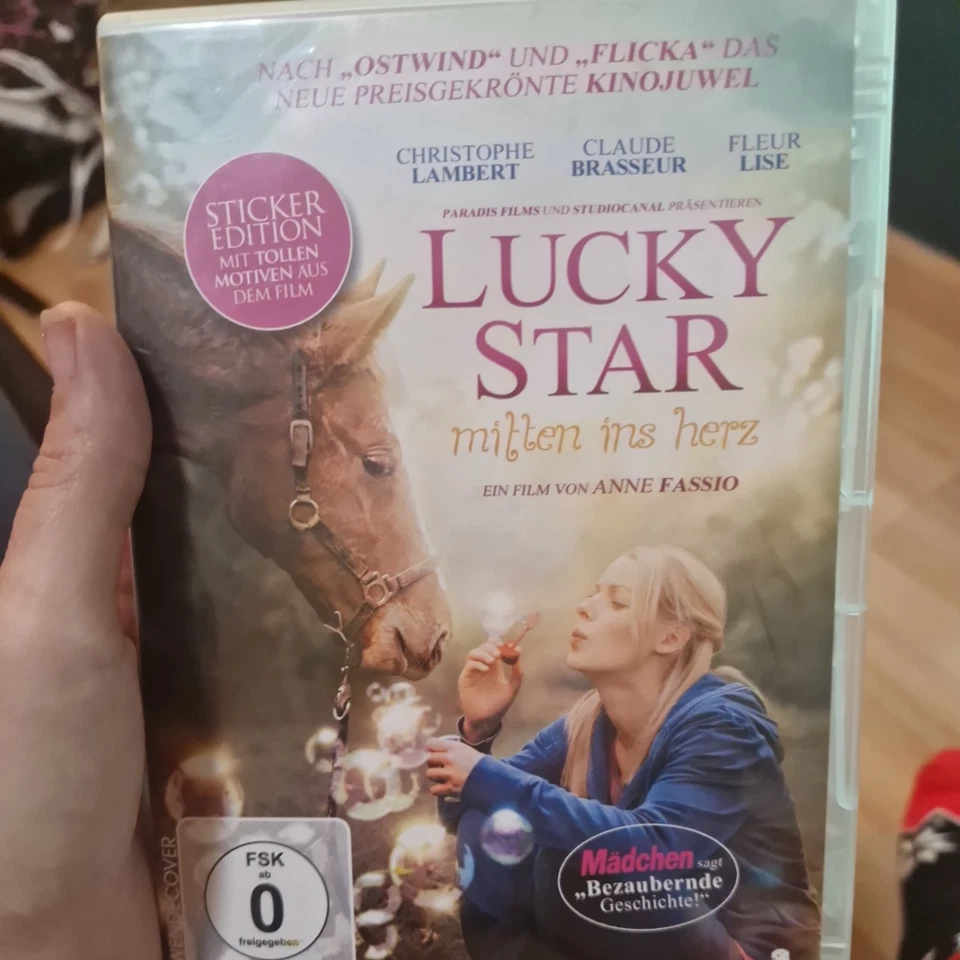 NACH „OSTWIND“ UND „FLICKA“ DAS
NEUE PREISGEKRÖNTE KINOJUWEL
CHRISTOPHE LAMBERT
CLAUDE BRASSEUR
FLEUR LISE
STICKER
EDITION
MIT TOLLEN
MOTIVEN AUS
DEM FILM
PARADIS FILMS UND STUDIOCANAL PRÄSENTIEREN
LUCKY
STAR
mitten ins herz
EIN FILM VON ANNE FASSIO
WENDECOVER
FSK
ab
0
freigegeben
Mädchen sagt
„Bezaubernde
Geschichte!“